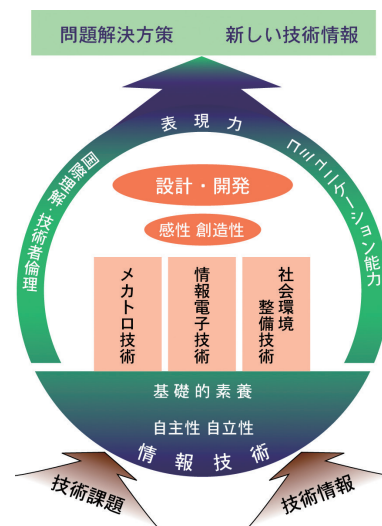 問題解決方策 新しい技術情報
表現力
国際理解・技術者倫理
コミュニケーション能力
設計・開発
感性 創造性
メカトロ技術
情報電子技術
社会環境
整備技術
基礎的素養
自主性 自立性
情報技術
技術課題
技術情報